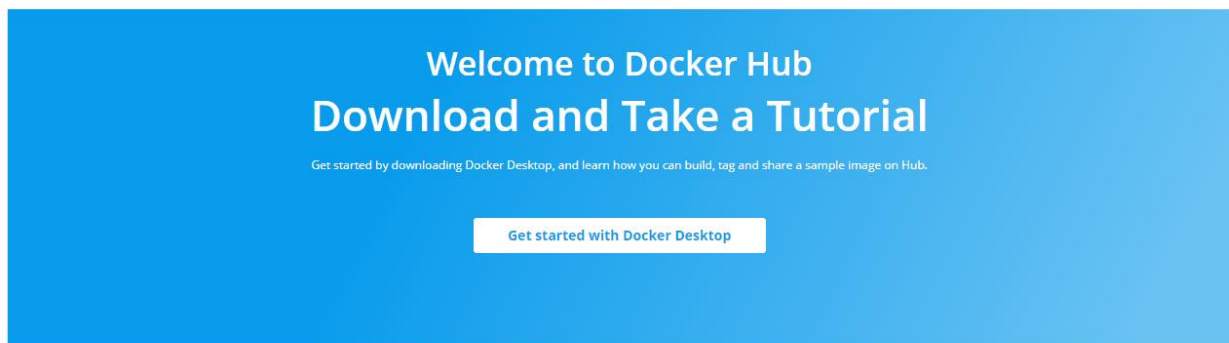 Welcome to Docker Hub
Download and Take a Tutorial
Get started by downloading Docker Desktop, and learn how you can build, tag and share a sample image on Hub.
Get started with Docker Desktop